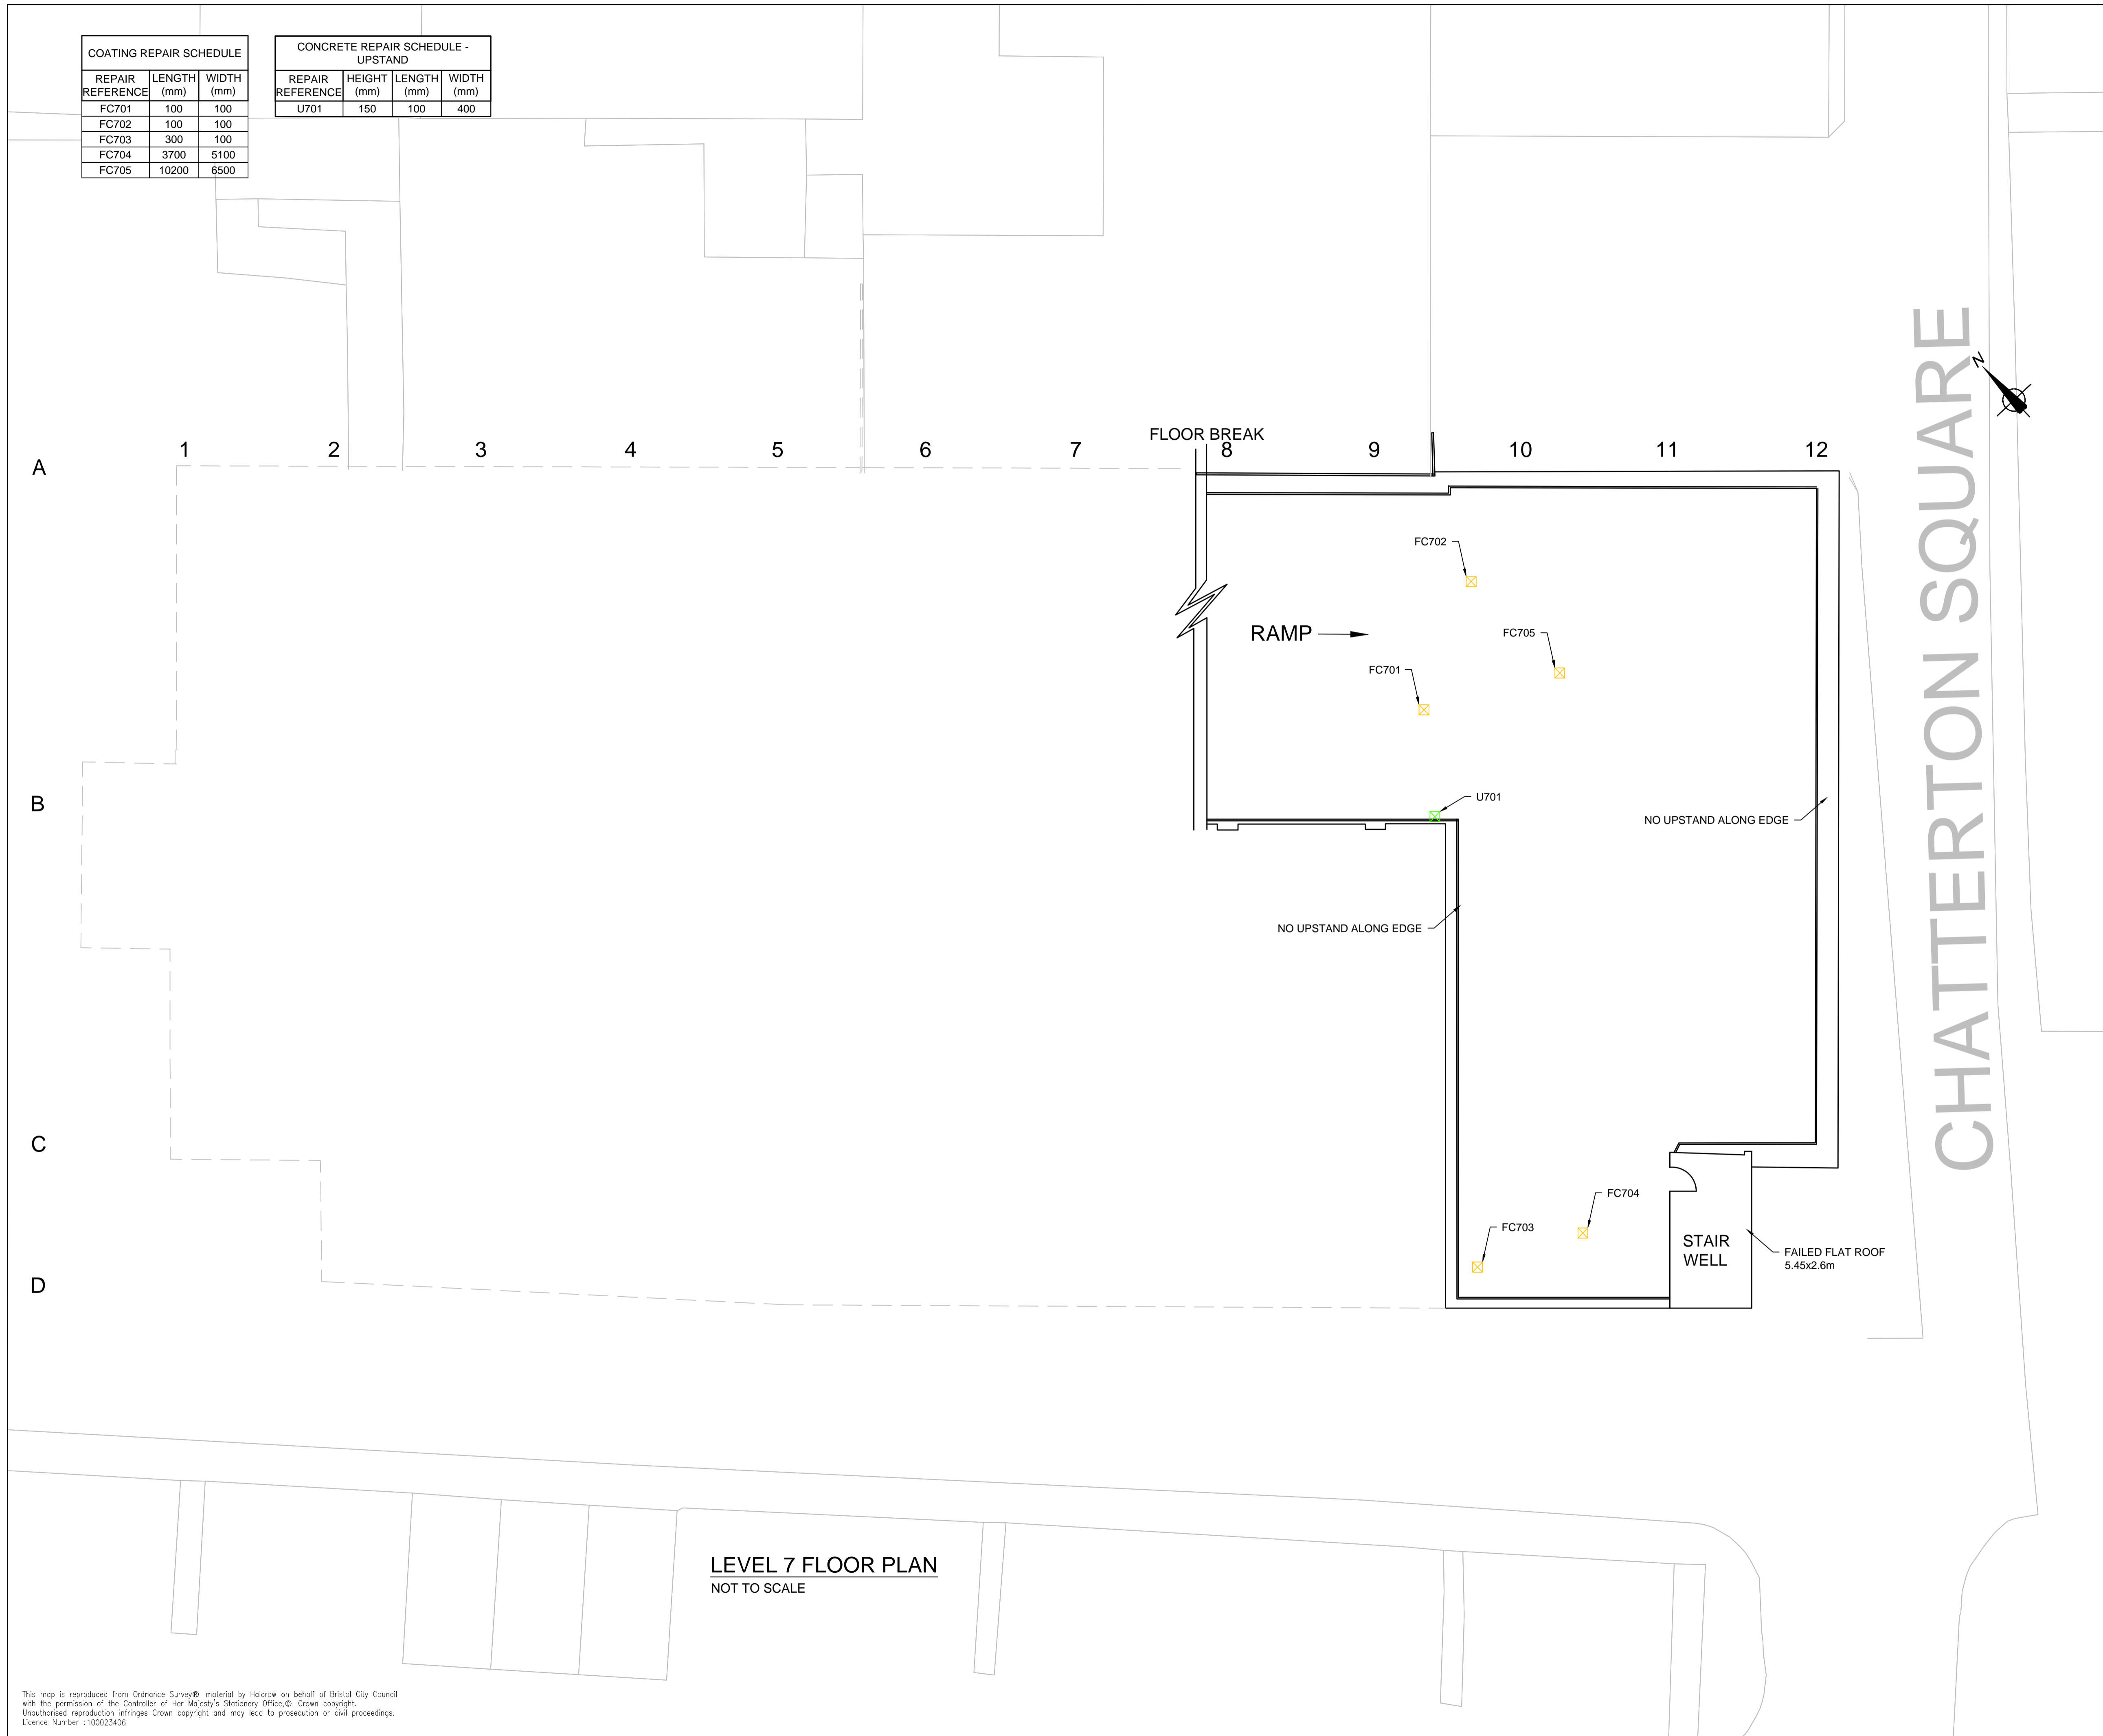 COATING REPAIR SCHEDULE
REPAIR REFERENCE LENGTH (mm) WIDTH (mm)
FC701 100 100
FC702 100 100
FC703 300 100
FC704 3700 5100
FC705 10200 6500
CONCRETE REPAIR SCHEDULE -
UPSTAND
REPAIR REFERENCE HEIGHT (mm) LENGTH (mm) WIDTH (mm)
U701 150 100 400
CHATTERTON SQUARE
N
FLOOR BREAK
1 2 3 4 5 6 7 8 9 10 11 12
A
FC702
RAMP
FC705
FC701
B
U701
NO UPSTAND ALONG EDGE
NO UPSTAND ALONG EDGE
C
FC704
FC703
STAIR
WELL
FAILED FLAT ROOF
5.45x2.6m
D
LEVEL 7 FLOOR PLAN
NOT TO SCALE
This map is reproduced from Ordnance Survey® material by Halcrow on behalf of Bristol City Council
with the permission of the Controller of Her Majesty's Stationery Office,© Crown copyright.
Unauthorised reproduction infringes Crown copyright and may lead to prosecution or civil proceedings.
Licence Number :100023406